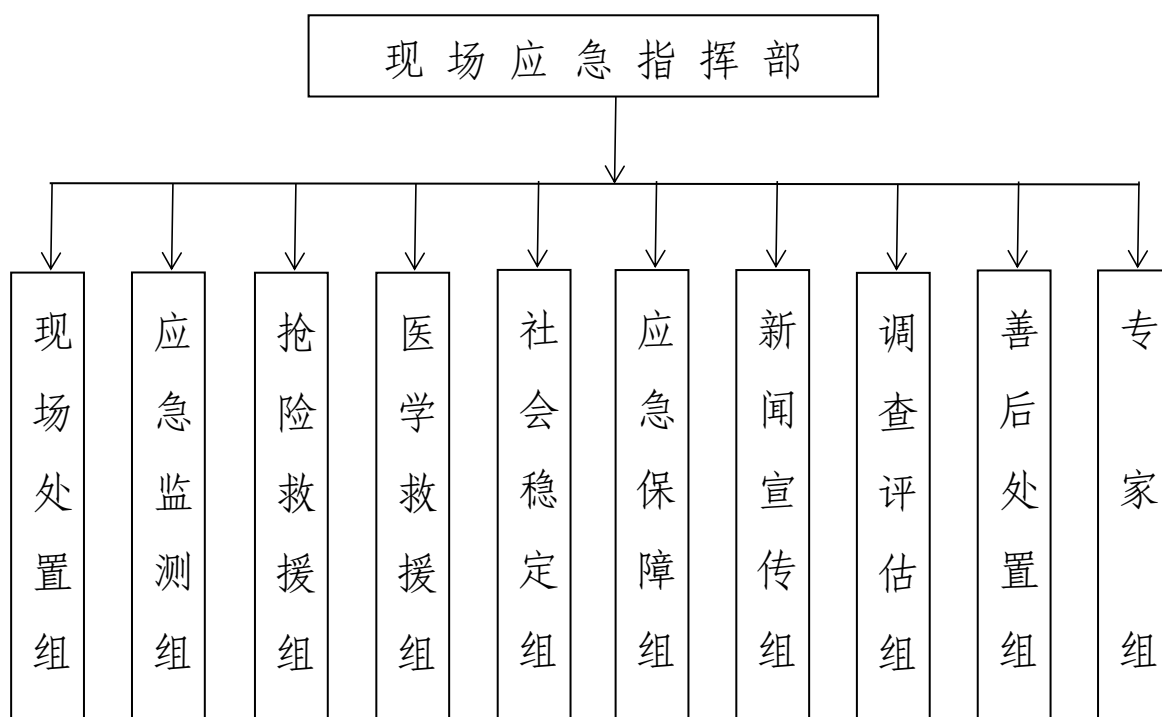 现场应急指挥部
现场处置组
应急监测组
抢险救援组
医学救援组
社会稳定组
应急保障组
新闻宣传组
调查评估组
善后处置组
专家组